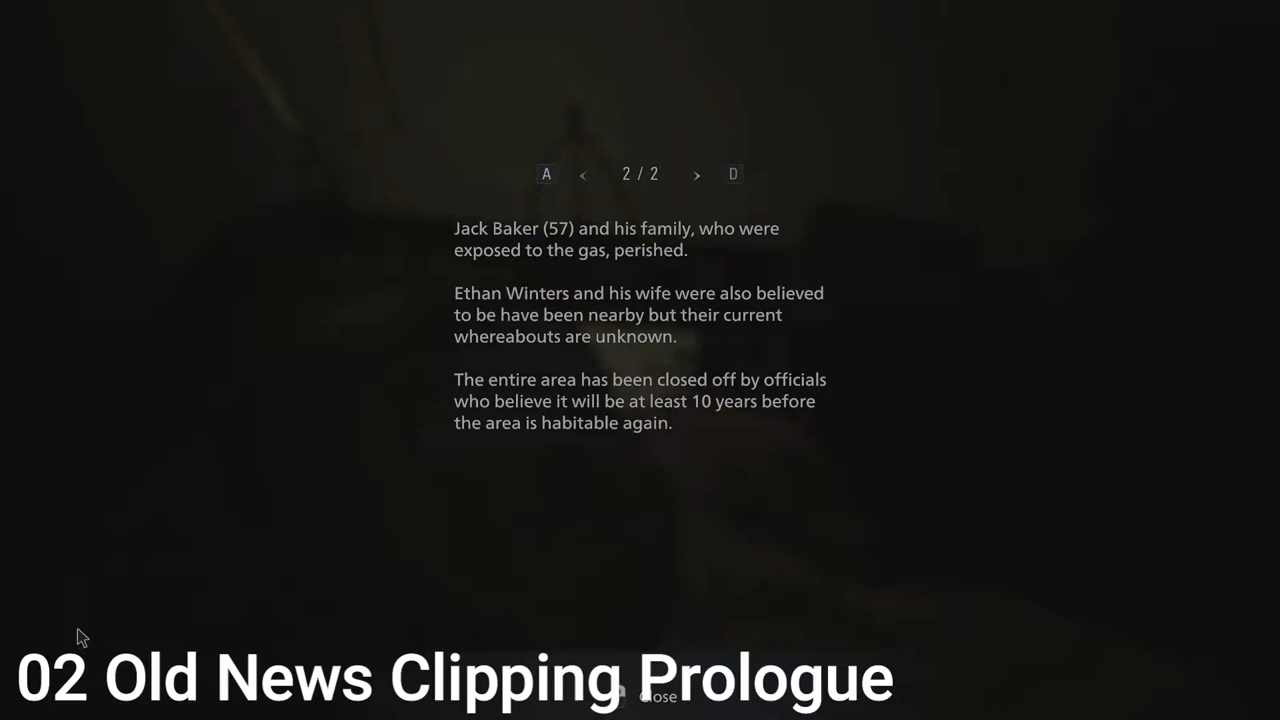 A < 2 / 2 > D
Jack Baker (57) and his family, who were
exposed to the gas, perished.
Ethan Winters and his wife were also believed
to be have been nearby but their current
whereabouts are unknown.
The entire area has been closed off by officials
who believe it will be at least 10 years before
the area is habitable again.
02 Old News Clipping Prologue
Close